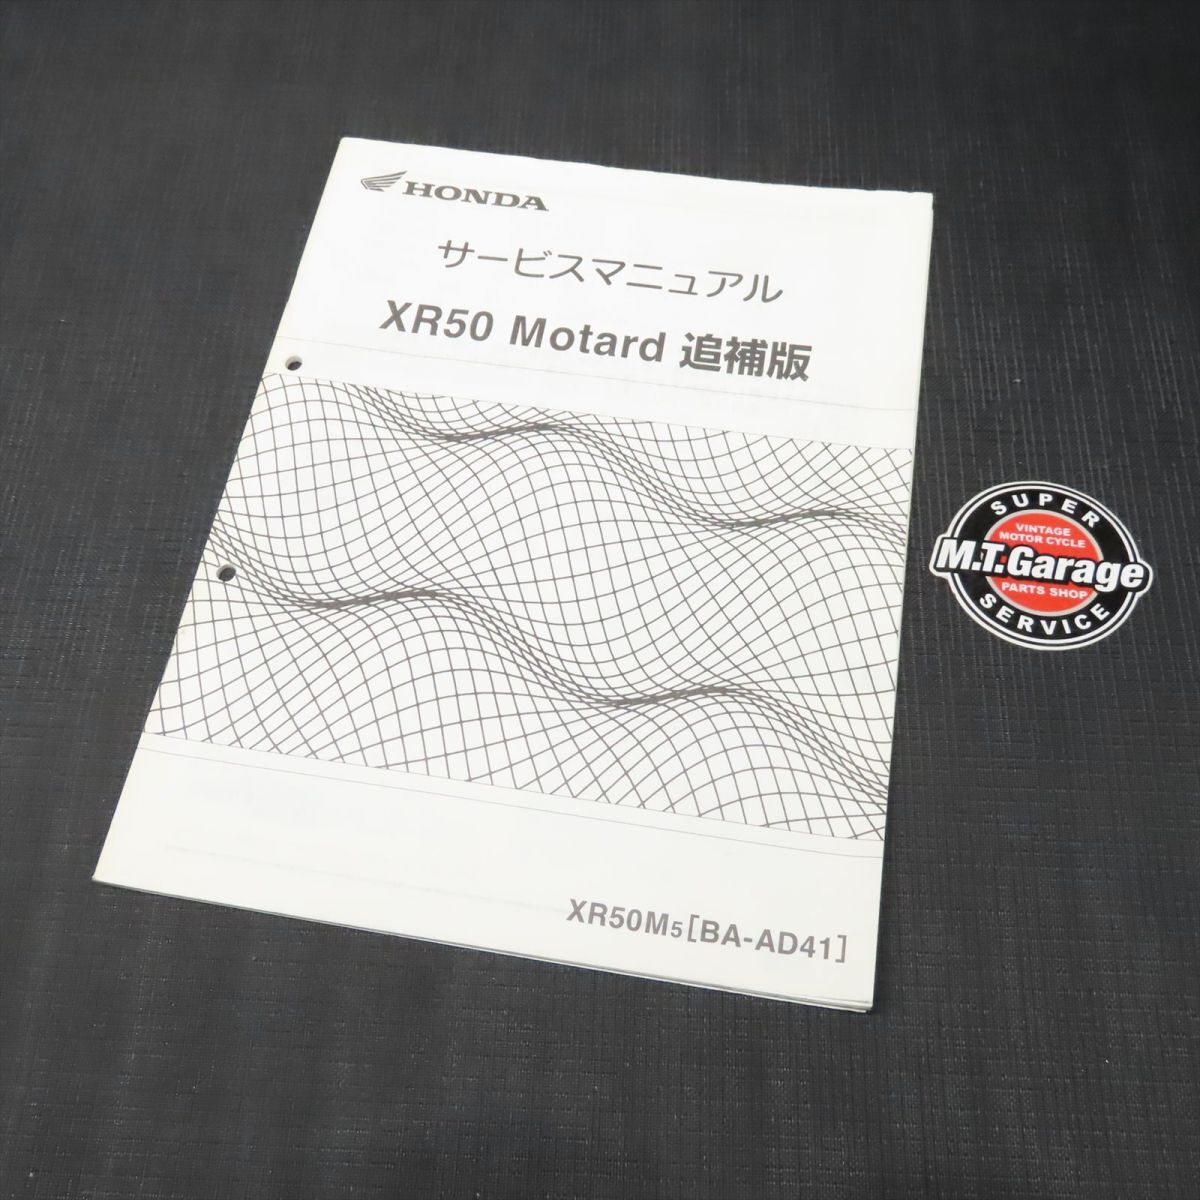 HONDA
サービスマニュアル
XR50 Motard 追補版
XR50M5[BA-AD41]
SUPER
VINTAGE
MOTOR CYCLE
M.T.Garage
PARTS SHOP
SERVICE